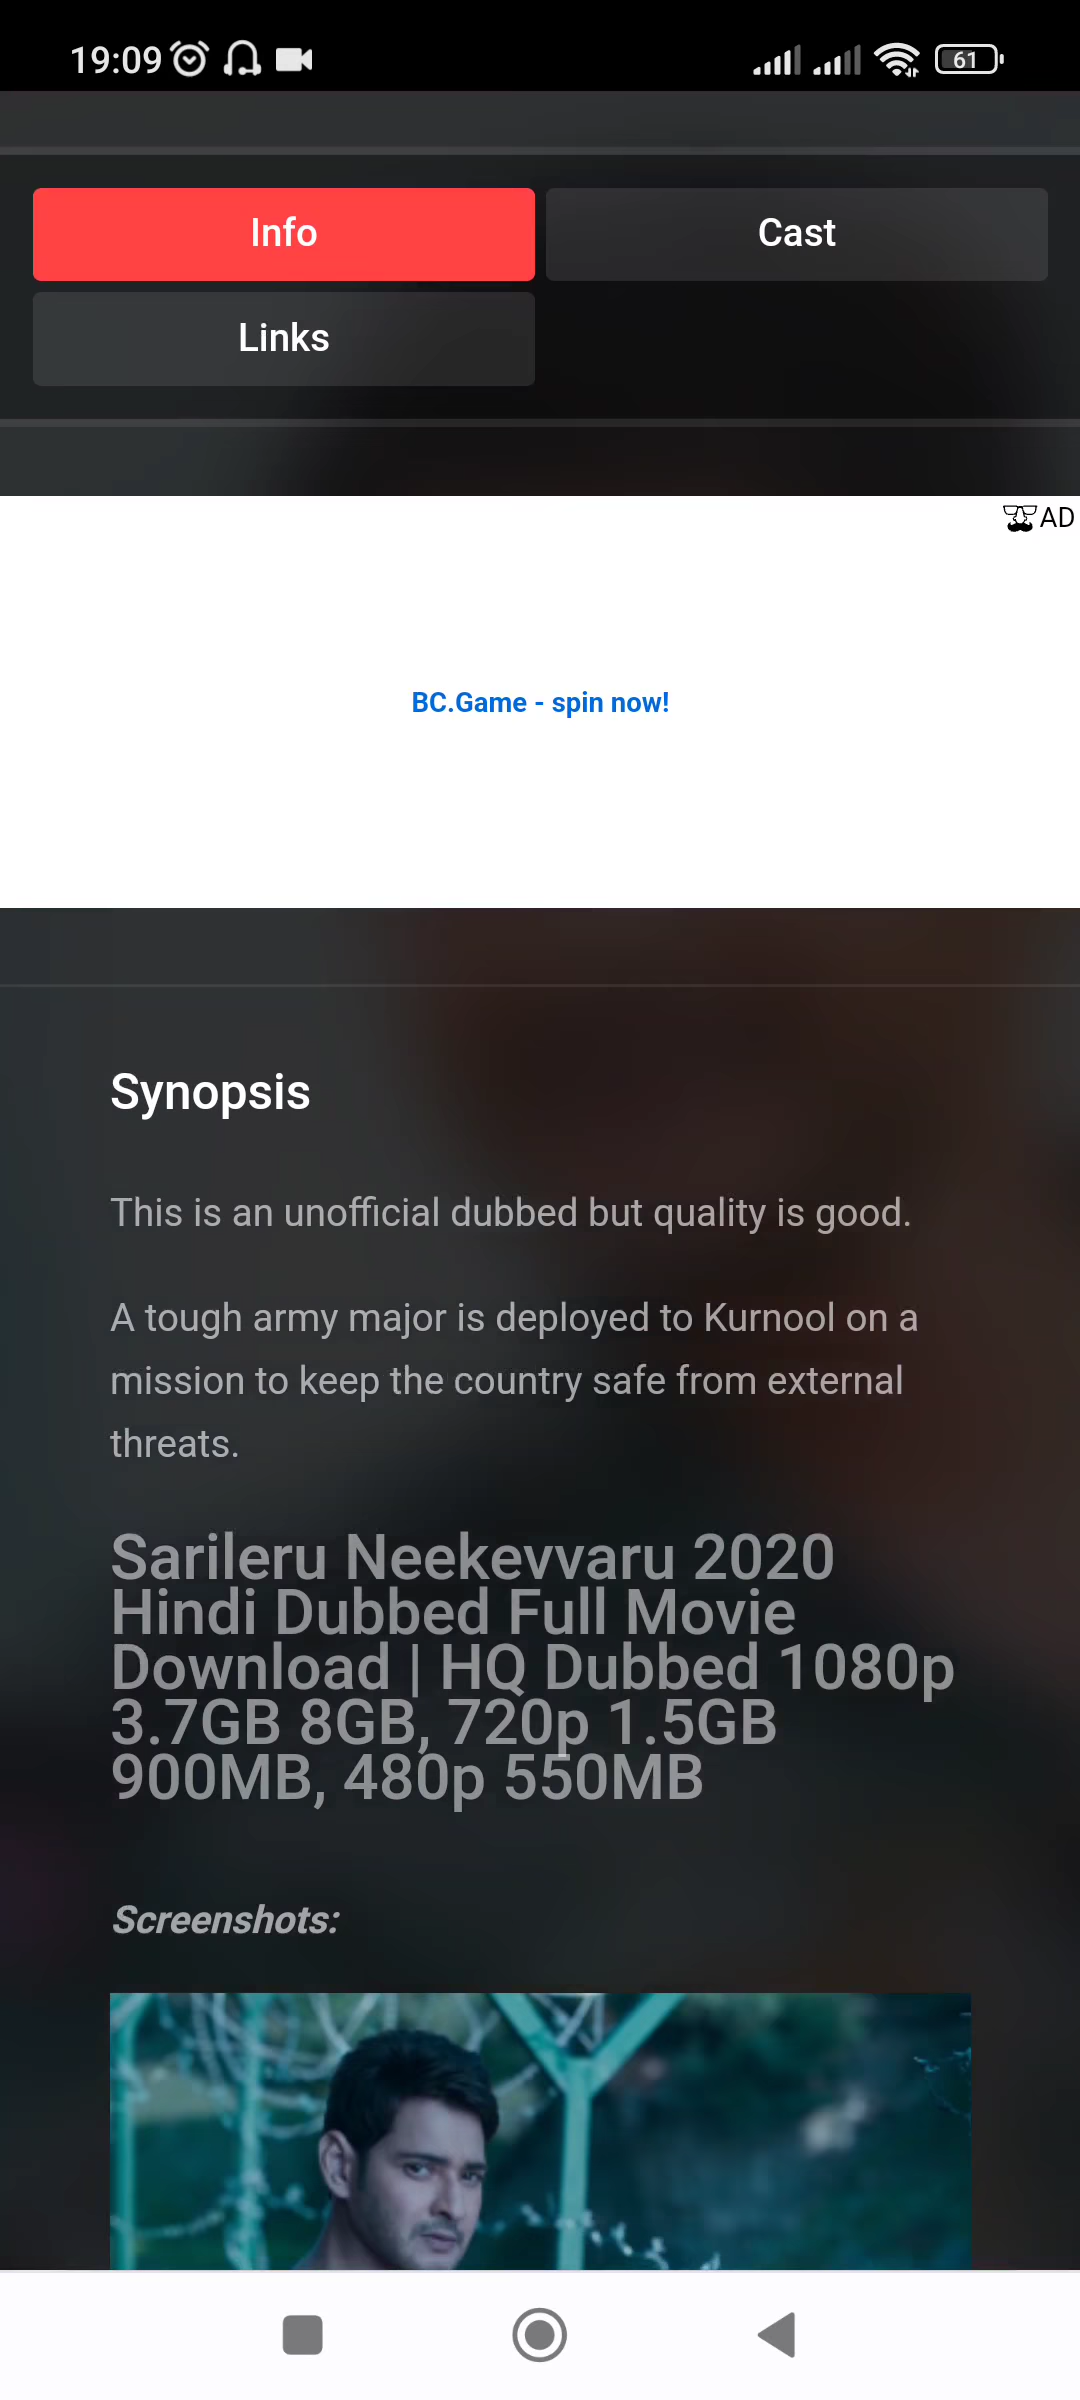 19:09
61
Info
Cast
Links
AD
BC.Game - spin now!
Synopsis
This is an unofficial dubbed but quality is good.
A tough army major is deployed to Kurnool on a
mission to keep the country safe from external
threats.
Sarileru Neekevvaru 2020
Hindi Dubbed Full Movie
Download | HQ Dubbed 1080p
3.7GB 8GB, 720p 1.5GB
900MB, 480p 550MB
Screenshots: